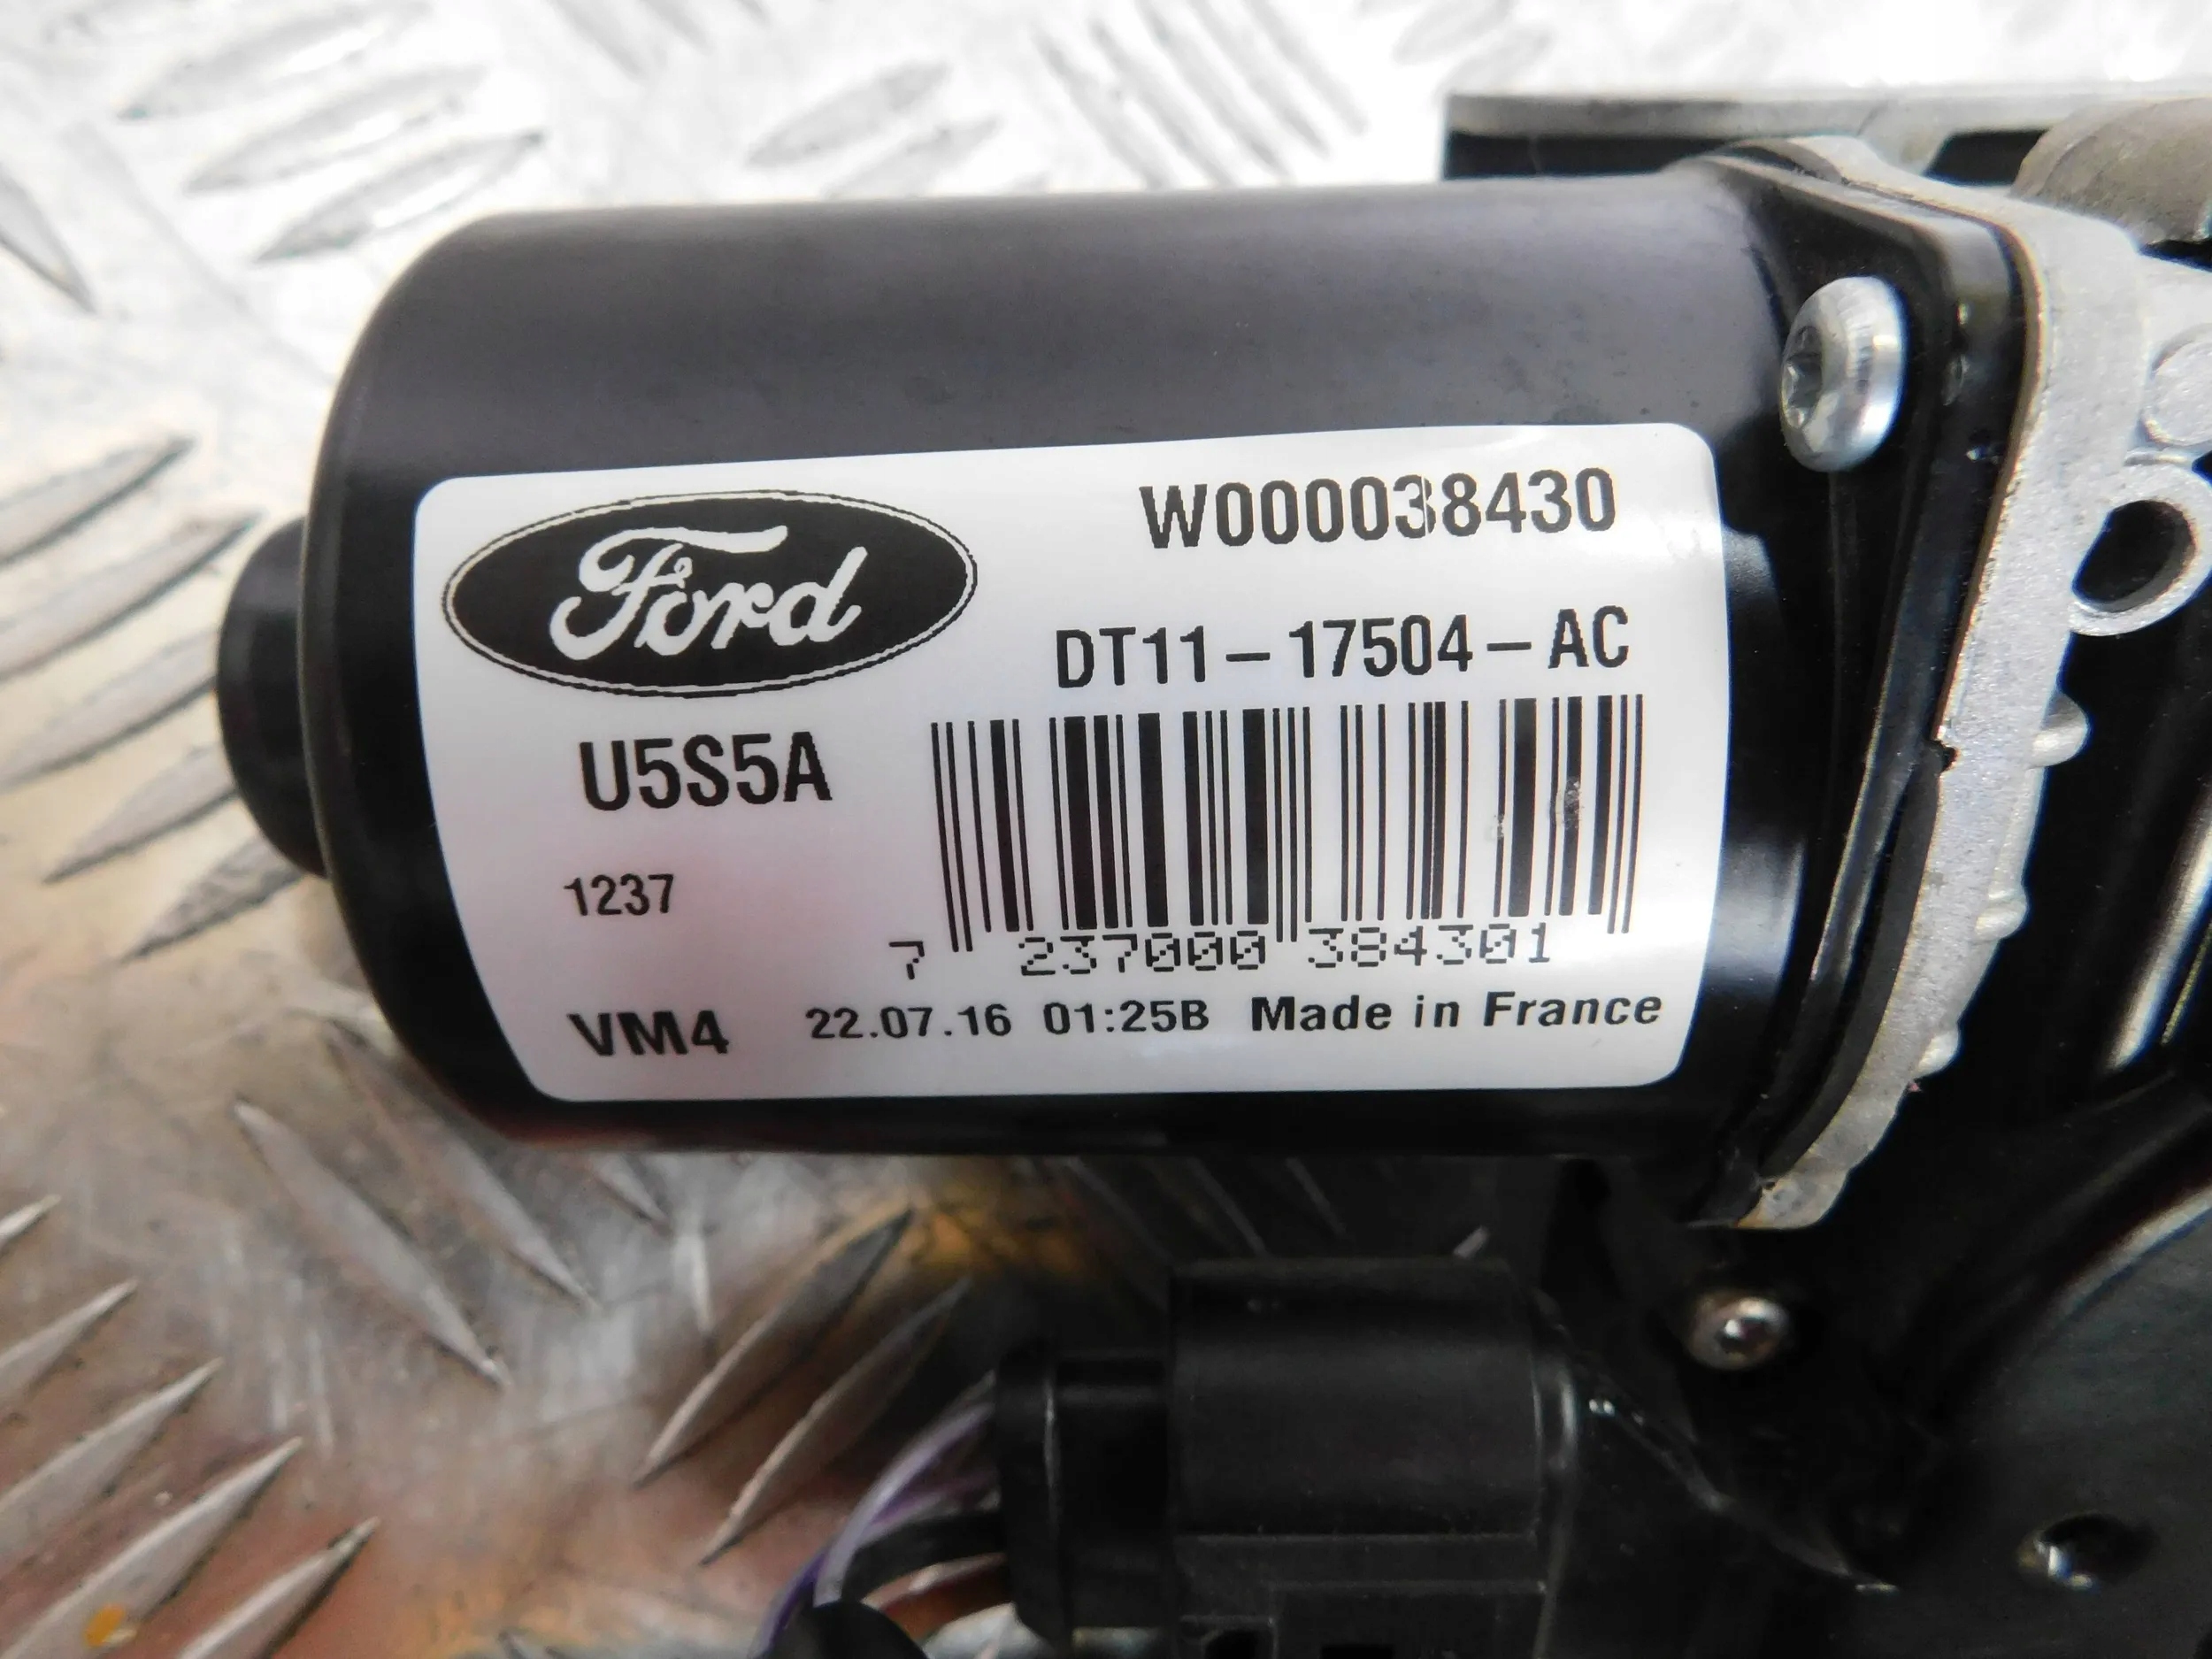 Ford
W000038430
DT11-17504-AC
U5S5A
1237
7 237000 384301
VM4 22.07.16 01:25B Made in France